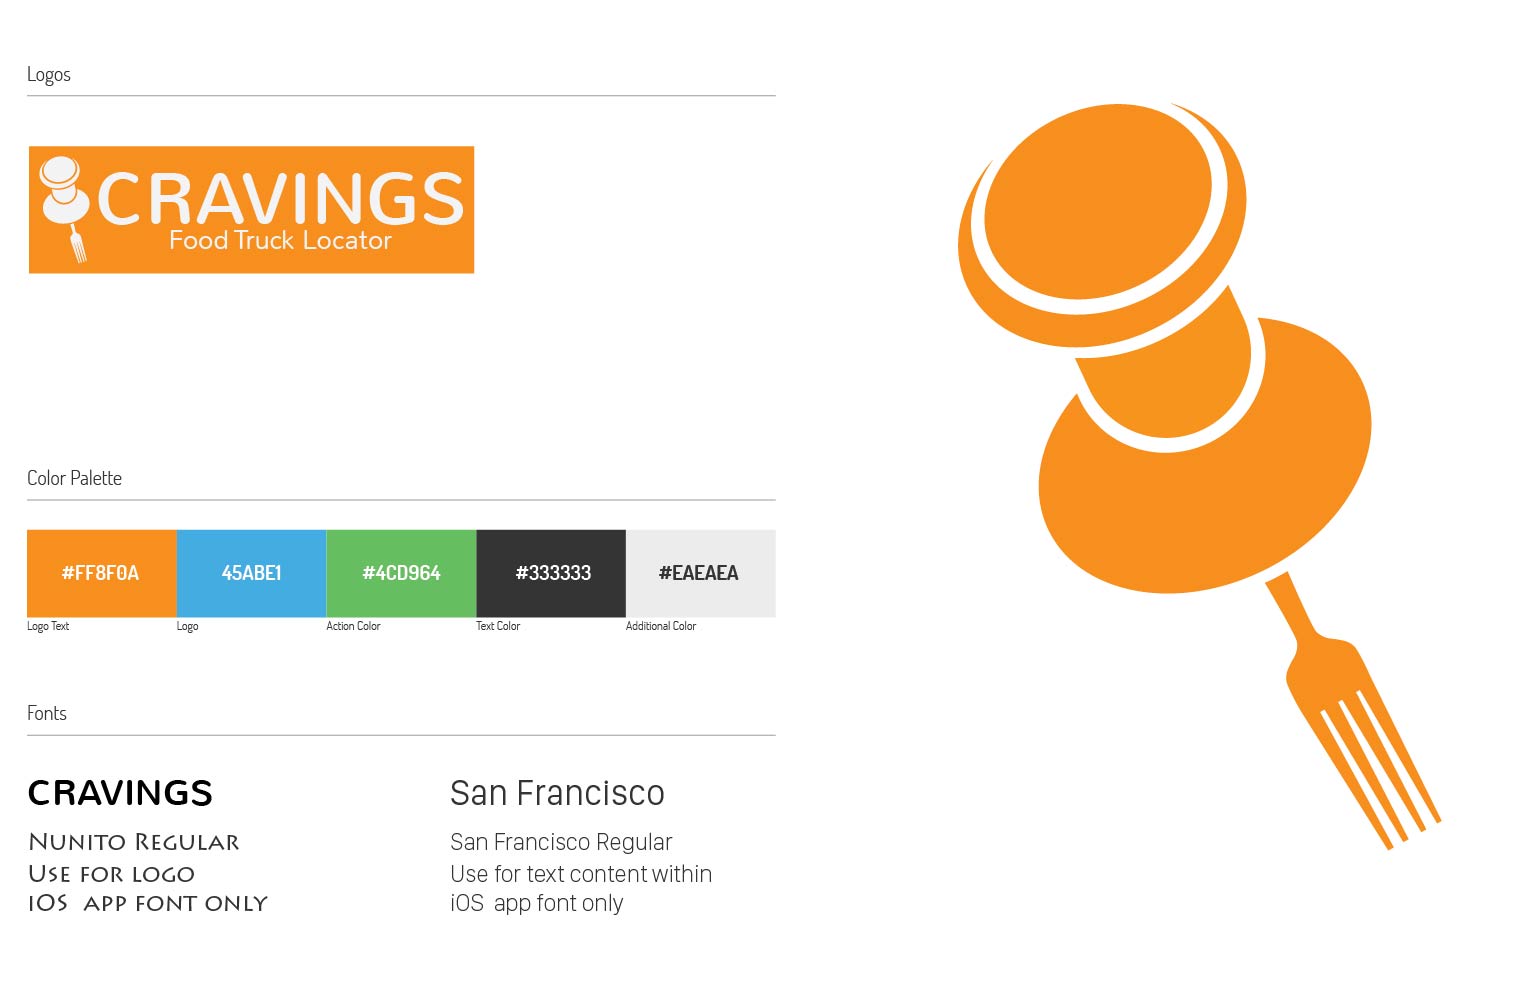 Logos
CRAVINGS
Food Truck Locator
Color Palette
#FF8F0A 45ABE1 #4CD964 #333333 #EAEAEA
Logo Text Logo Action Color Text Color Additional Color
Fonts
CRAVINGS
Nunito Regular
Use for logo
iOS app font only
San Francisco
San Francisco Regular
Use for text content within
iOS app font only